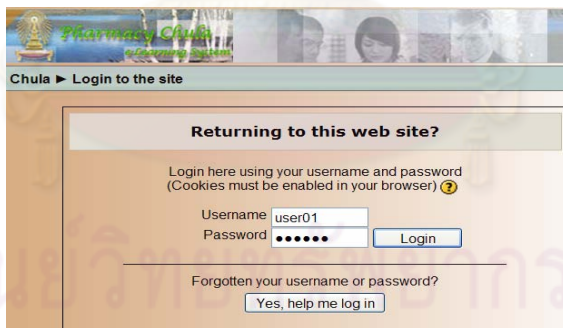 Pharmacy Chula
eLearning System
Chula ► Login to the site
Returning to this web site?
Login here using your username and password
(Cookies must be enabled in your browser) ?
Username user01
Password ●●●●●● Login
Forgotten your username or password?
Yes, help me log in